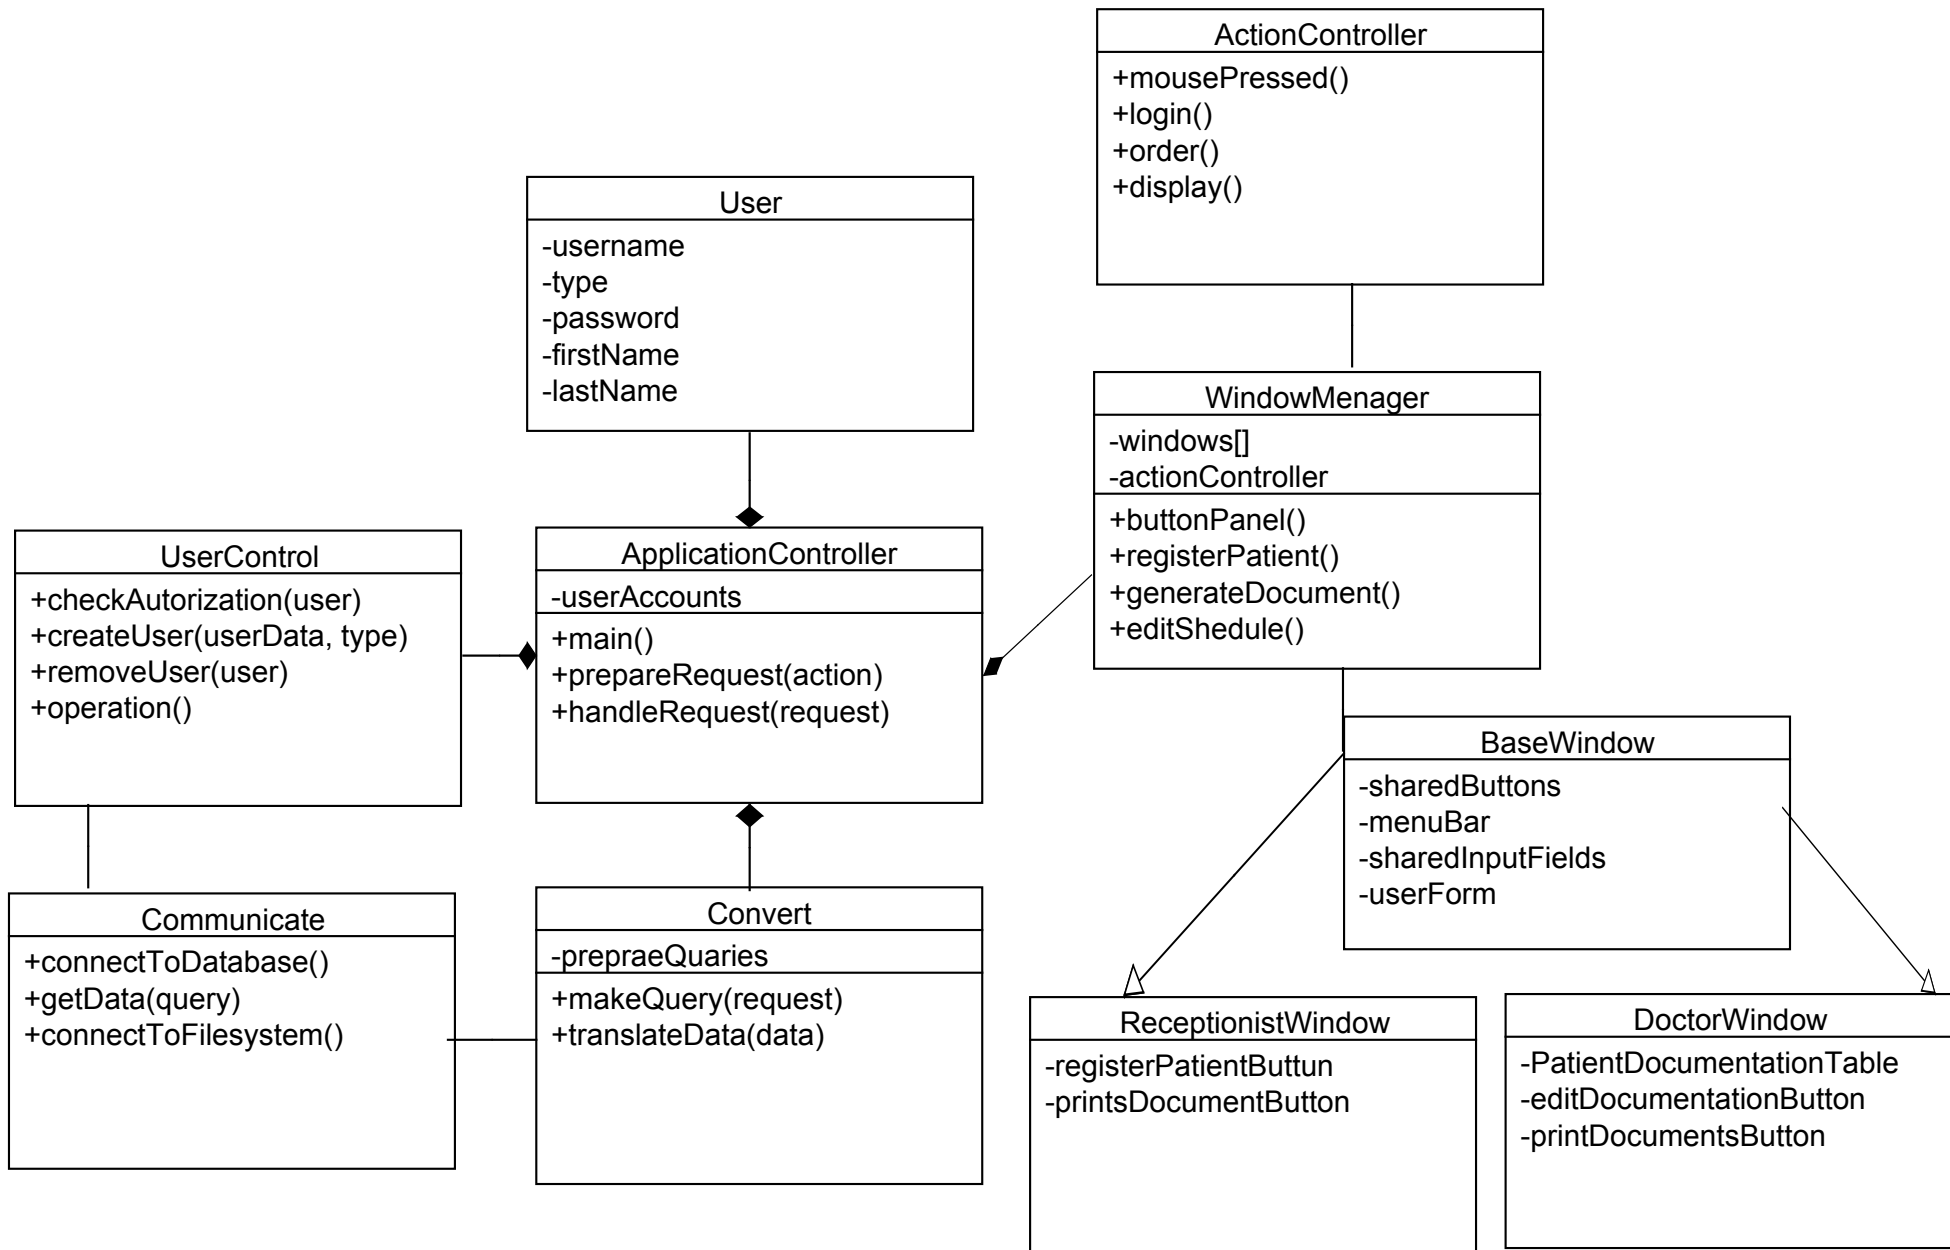 ActionController
+mousePressed()
+login()
+order()
+display()
User
-username
-type
-password
-firstName
-lastName
WindowMenager
-windows[]
-actionController
+buttonPanel()
+registerPatient()
+generateDocument()
+editShedule()
UserControl
+checkAutorization(user)
+createUser(userData, type)
+removeUser(user)
+operation()
ApplicationController
-userAccounts
+main()
+prepareRequest(action)
+handleRequest(request)
BaseWindow
-sharedButtons
-menuBar
-sharedInputFields
-userForm
Communicate
+connectToDatabase()
+getData(query)
+connectToFilesystem()
Convert
-prepraeQuaries
+makeQuery(request)
+translateData(data)
ReceptionistWindow
-registerPatientButtun
-printsDocumentButton
DoctorWindow
-PatientDocumentationTable
-editDocumentationButton
-printDocumentsButton